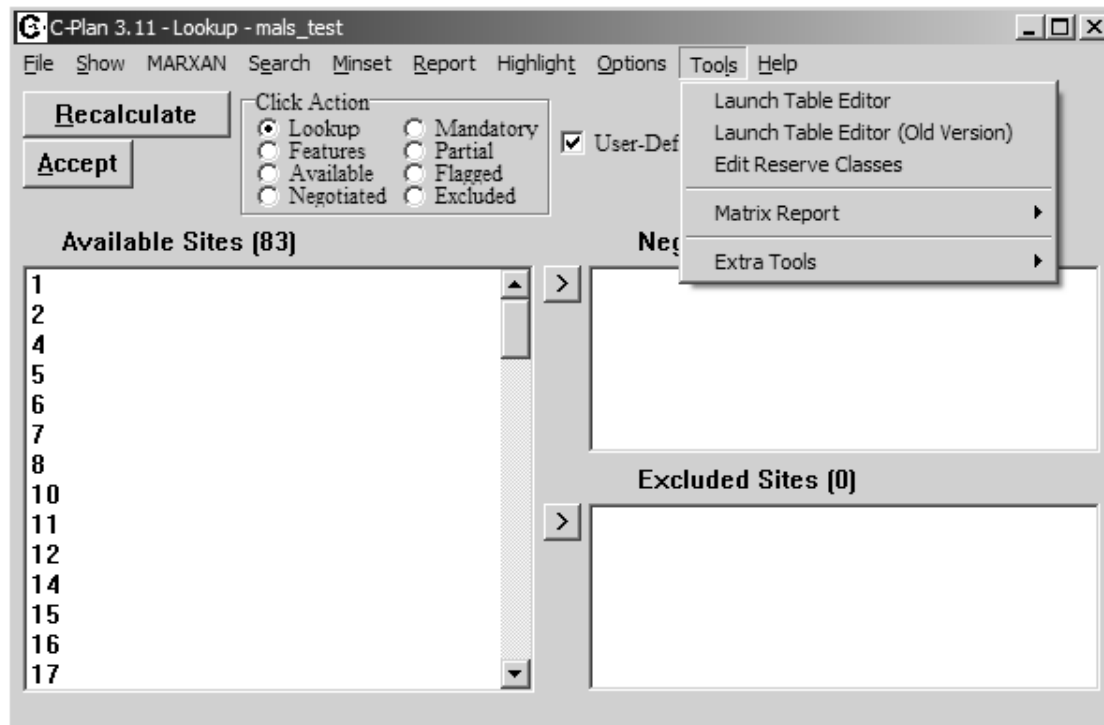 C-Plan 3.11 - Lookup - mals_test
File Show MARXAN Search Minset Report Highlight Options Tools Help
Launch Table Editor
Launch Table Editor (Old Version)
Edit Reserve Classes
Matrix Report
Extra Tools
Recalculate
Accept
Click Action
Lookup Mandatory
Features Partial
Available Flagged
Negotiated Excluded
User-Def
Available Sites (83)
Neg
1
2
4
5
6
7
8
10
11
12
14
15
16
17
>
Excluded Sites (0)
>